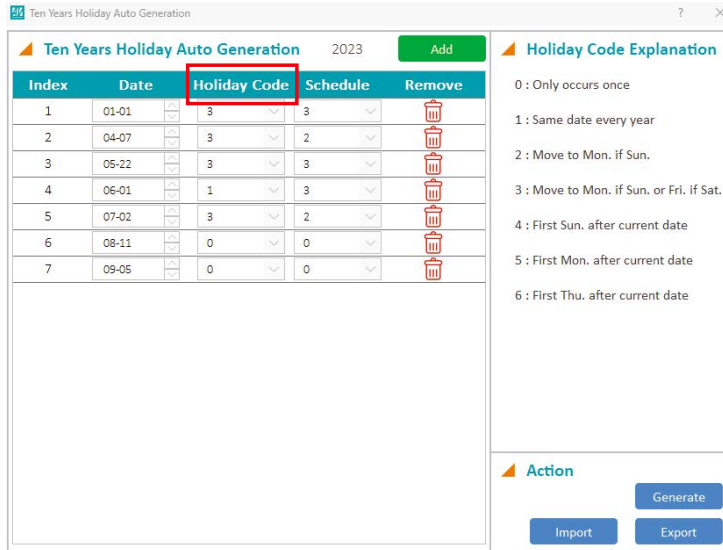 Ten Years Holiday Auto Generation ?
Ten Years Holiday Auto Generation 2023 Add
Index Date Holiday Code Schedule Remove
1 01-01 3 3
2 04-07 3 2
3 05-22 3 3
4 06-01 1 3
5 07-02 3 2
6 08-11 0 0
7 09-05 0 0
Holiday Code Explanation
0 : Only occurs once
1 : Same date every year
2 : Move to Mon. if Sun.
3 : Move to Mon. if Sun. or Fri. if Sat.
4 : First Sun. after current date
5 : First Mon. after current date
6 : First Thu. after current date
Action
Generate
Import Export